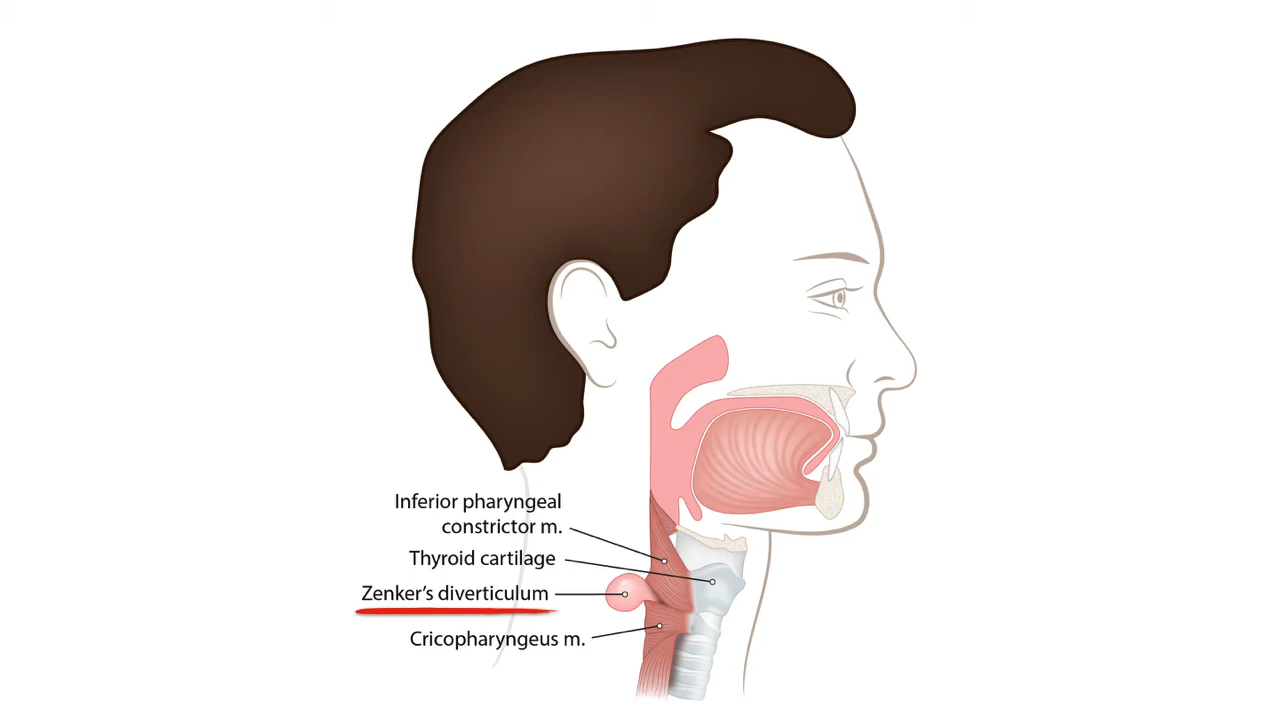 Inferior pharyngeal
constrictor m.
Thyroid cartilage
Zenker’s diverticulum
Cricopharyngeus m.